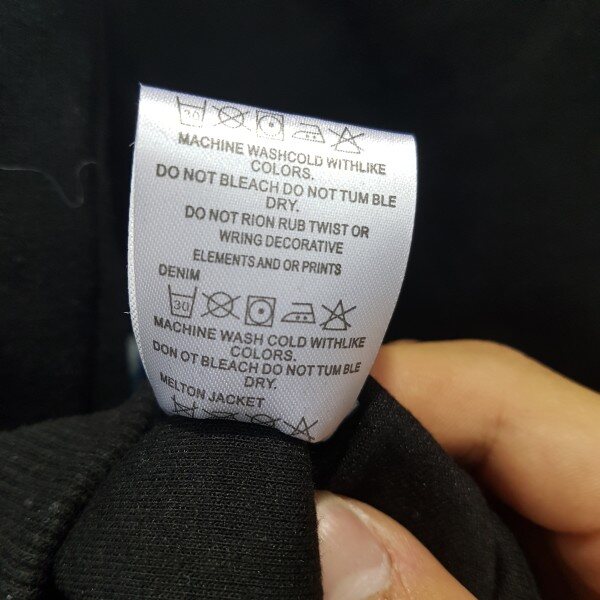 30
MACHINE WASHCOLD WITHLIKE
COLORS.
DO NOT BLEACH DO NOT TUM BLE
DRY.
DO NOT RION RUB TWIST OR
WRING DECORATIVE
ELEMENTS AND OR PRINTS
DENIM
30
MACHINE WASH COLD WITHLIKE
COLORS.
DON OT BLEACH DO NOT TUM BLE
DRY.
MELTON JACKET